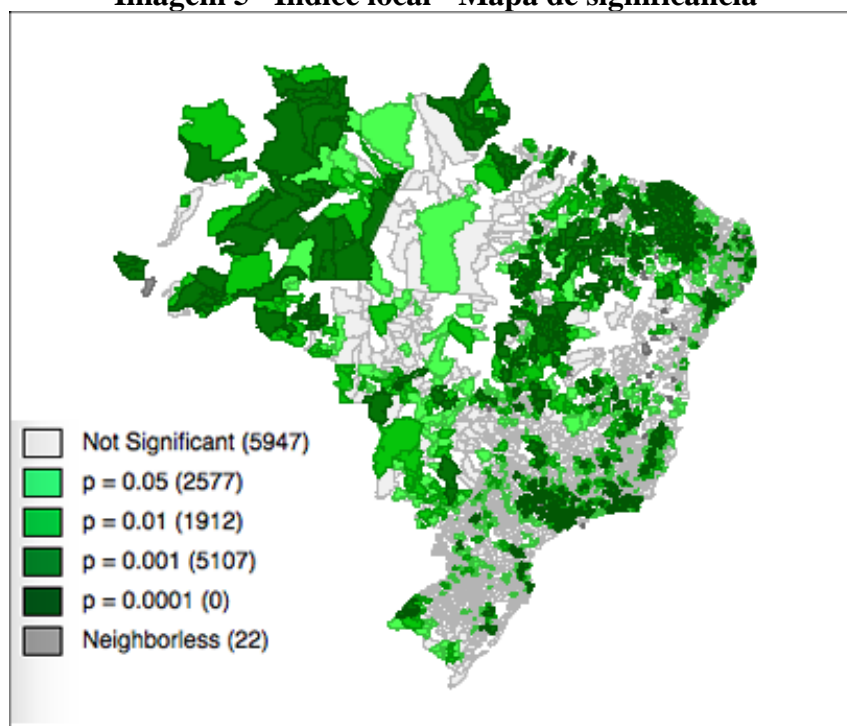 Imagem 5 - Índice local - Mapa de significância
Not Significant (5947)
p = 0.05 (2577)
p = 0.01 (1912)
p = 0.001 (5107)
p = 0.0001 (0)
Neighborless (22)